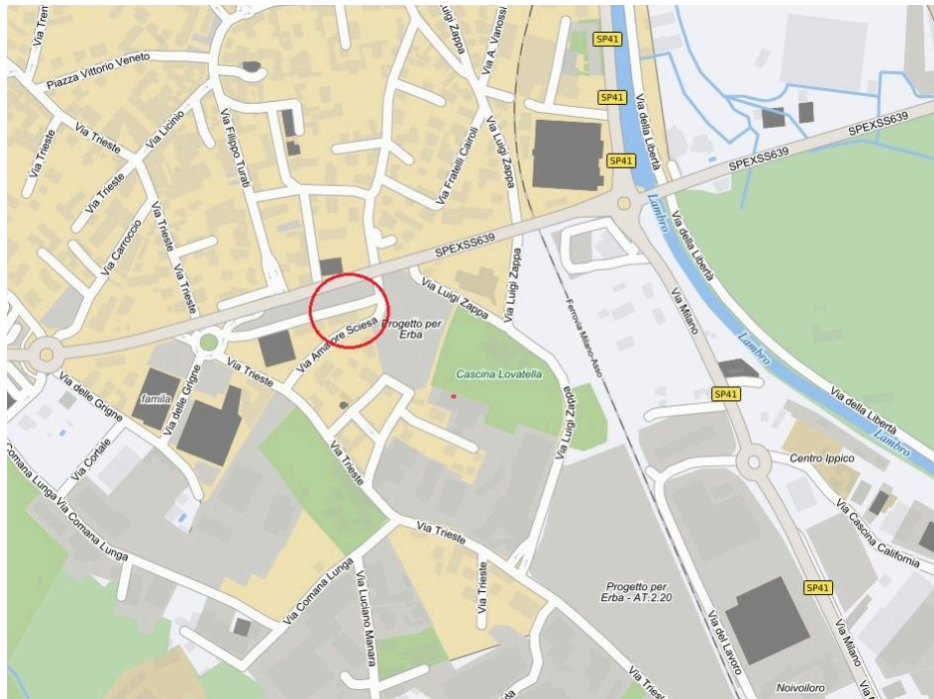 Via Tren
Via Luigi Zappa
Via A. Vanossi
SP41
Piazza Vittorio Veneto
SP41
Via della Libertà
SPEXSS639
Via Licinio
Via Trieste
Via Filippo Turati
Via Fratelli Cairoli
Via Luigi Zappa
SP41
Via Trieste
Via Trieste
Lambro
Via Carroccio
Via Trieste
SPEXSS639
Via della Libertà
Via Luigi Zappa
Via Luigi Zappa
Via Amatore Sciesa
Progetto per
Erba
Ferrovia Milano-Asso
Via Milano
Lambro
Via delle Grigne
Via Trieste
Cascina Lovatella
famila
Via delle Grigne
SP41
Via Luigi Zappa
Via della Libertà
Lambro
Via Cortale
Via Trieste
Centro Ippico
Comana Lunga
Via Comana Lunga
Via Trieste
Via Cascina California
Via Comana Lunga
Via Luciano Manara
Via Trieste
Progetto per
Erba - AT.2.20
SP41
Via del Lavoro
Via Milano
Via Trieste
Noivoiloro